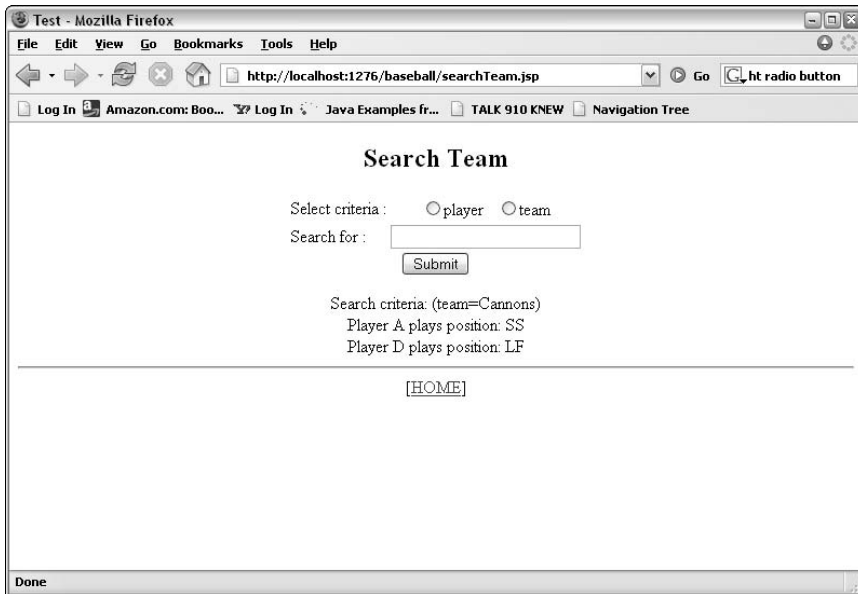 Test - Mozilla Firefox
File Edit View Go Bookmarks Tools Help
http://localhost:1276/baseball/searchTeam.jsp Go G ht radio button
Log In Amazon.com: Boo... Log In Java Examples fr... TALK 910 KNEW Navigation Tree
Search Team
Select criteria : player team
Search for :
Submit
Search criteria: (team=Cannons)
Player A plays position: SS
Player D plays position: LF
[HOME]
Done